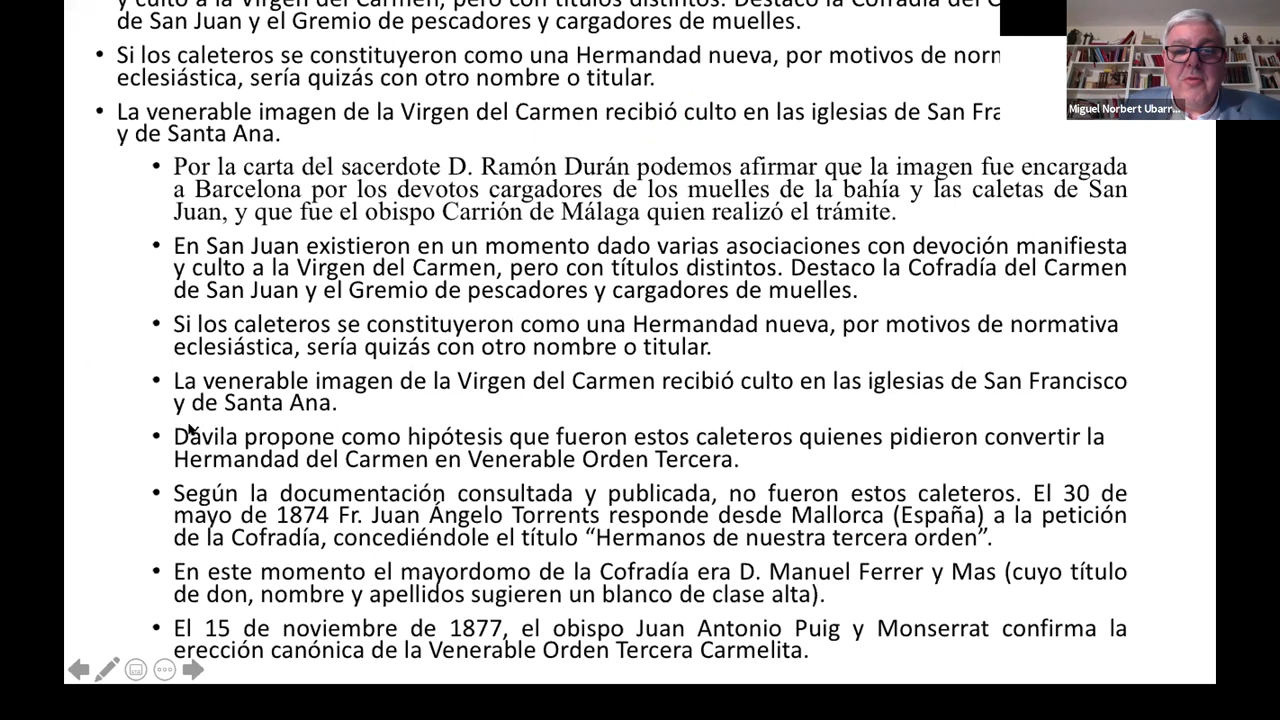 y culto a la Virgen del Carmen, pero con títulos distintos. Destaco la Cofradía del C
de San Juan y el Gremio de pescadores y cargadores de muelles.
• Si los caleteros se constituyeron como una Hermandad nueva, por motivos de norn
eclesiástica, sería quizás con otro nombre o titular.
• La venerable imagen de la Virgen del Carmen recibió culto en las iglesias de San Fra
y de Santa Ana.
• Por la carta del sacerdote D. Ramón Durán podemos afirmar que la imagen fue encargada
a Barcelona por los devotos cargadores de los muelles de la bahía y las caletas de San
Juan, y que fue el obispo Carrión de Málaga quien realizó el trámite.
• En San Juan existieron en un momento dado varias asociaciones con devoción manifiesta
y culto a la Virgen del Carmen, pero con títulos distintos. Destaco la Cofradía del Carmen
de San Juan y el Gremio de pescadores y cargadores de muelles.
• Si los caleteros se constituyeron como una Hermandad nueva, por motivos de normativa
eclesiástica, sería quizás con otro nombre o titular.
• La venerable imagen de la Virgen del Carmen recibió culto en las iglesias de San Francisco
y de Santa Ana.
• Dávila propone como hipótesis que fueron estos caleteros quienes pidieron convertir la
Hermandad del Carmen en Venerable Orden Tercera.
• Según la documentación consultada y publicada, no fueron estos caleteros. El 30 de
mayo de 1874 Fr. Juan Ángelo Torrents responde desde Mallorca (España) a la petición
de la Cofradía, concediéndole el título “Hermanos de nuestra tercera orden”.
• En este momento el mayordomo de la Cofradía era D. Manuel Ferrer y Mas (cuyo título
de don, nombre y apellidos sugieren un blanco de clase alta).
• El 15 de noviembre de 1877, el obispo Juan Antonio Puig y Monserrat confirma la
erección canónica de la Venerable Orden Tercera Carmelita.
Miguel Norbert Ubarr...